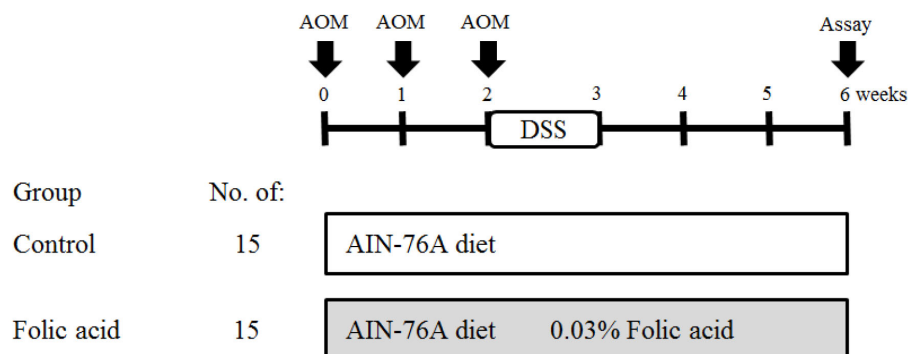 AOM AOM AOM Assay
0 1 2 3 4 5 6 weeks
DSS
Group No. of:
Control 15 AIN-76A diet
Folic acid 15 AIN-76A diet 0.03% Folic acid